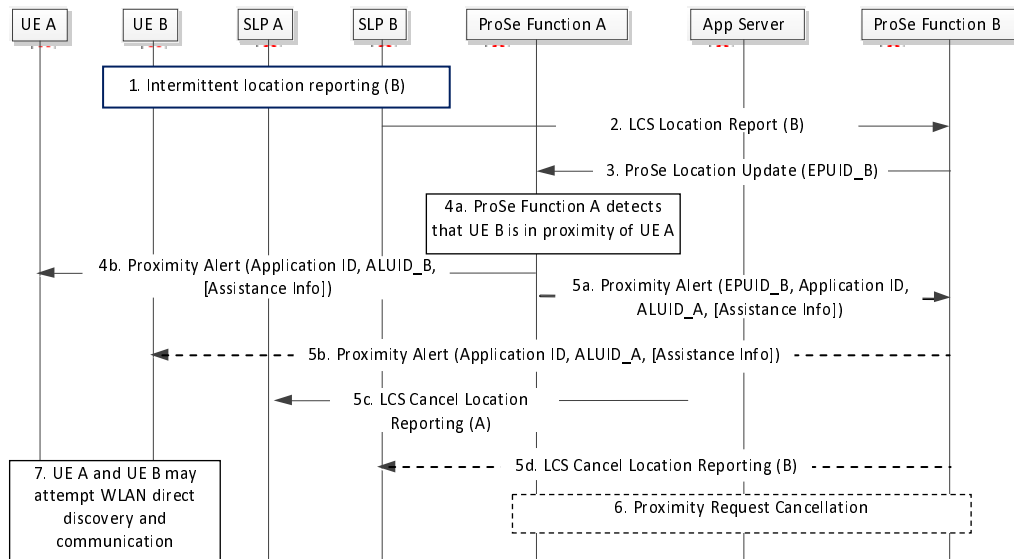 UE A
UE B
SLP A
SLP B
ProSe Function A
App Server
ProSe Function B
1. Intermittent location reporting (B)
2. LCS Location Report (B)
3. ProSe Location Update (EPUID_B)
4a. ProSe Function A detects
that UE B is in proximity of UE A
4b. Proximity Alert (Application ID, ALUID_B,
[Assistance Info])
5a. Proximity Alert (EPUID_B, Application ID,
ALUID_A, [Assistance Info])
5b. Proximity Alert (Application ID, ALUID_A, [Assistance Info])
5c. LCS Cancel Location
Reporting (A)
5d. LCS Cancel Location Reporting (B)
7. UE A and UE B may
attempt WLAN direct
discovery and
communication
6. Proximity Request Cancellation